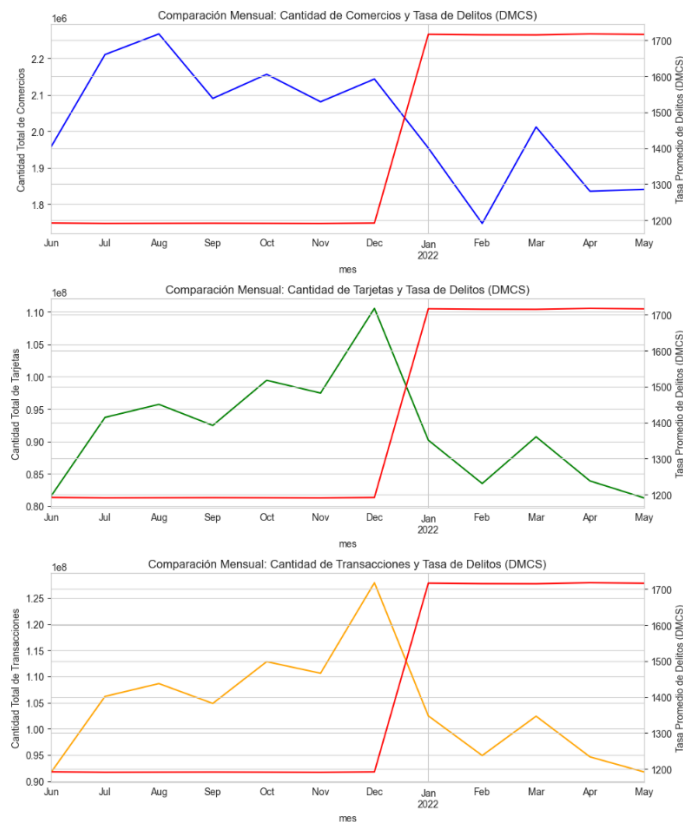 Comparación Mensual: Cantidad de Comercios y Tasa de Delitos (DMCS)
1e6
Cantidad Total de Comercios
2.2
2.1
2.0
1.9
1.8
1700
1600
1500
1400
1300
1200
Tasa Promedio de Delitos (DMCS)
Jun Jul Aug Sep Oct Nov Dec Jan Feb Mar Apr May
2022
mes
Comparación Mensual: Cantidad de Tarjetas y Tasa de Delitos (DMCS)
1e8
Cantidad Total de Tarjetas
1.10
1.05
1.00
0.95
0.90
0.85
0.80
1700
1600
1500
1400
1300
1200
Tasa Promedio de Delitos (DMCS)
Jun Jul Aug Sep Oct Nov Dec Jan Feb Mar Apr May
2022
mes
Comparación Mensual: Cantidad de Transacciones y Tasa de Delitos (DMCS)
1e8
Cantidad Total de Transacciones
1.25
1.20
1.15
1.10
1.05
1.00
0.95
0.90
1700
1600
1500
1400
1300
1200
Tasa Promedio de Delitos (DMCS)
Jun Jul Aug Sep Oct Nov Dec Jan Feb Mar Apr May
2022
mes